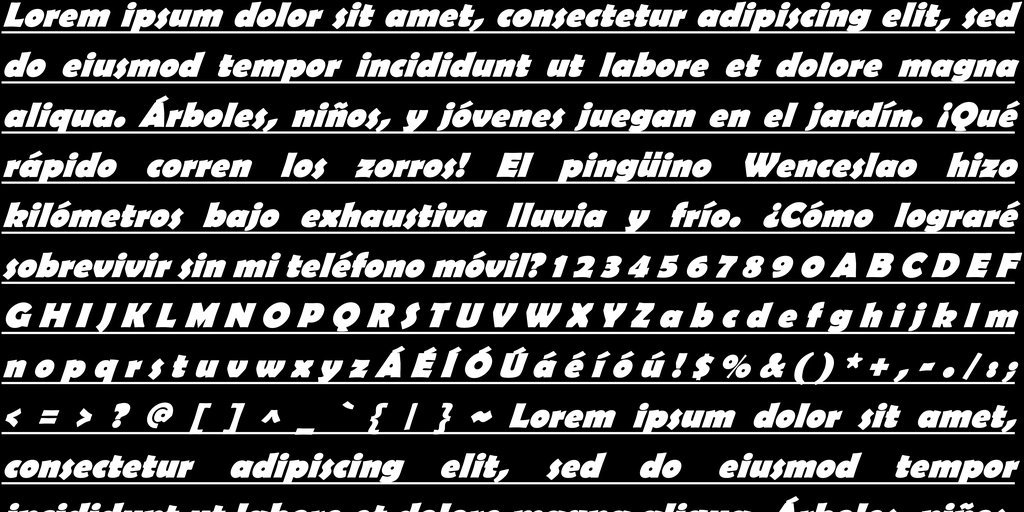 Lorem ipsum dolor sit amet, consectetur adipiscing elit, sed
do eiusmod tempor incididunt ut labore et dolore magna
aliqua. Árboles, niños, y jóvenes juegan en el jardín. ¡Qué
rápido corren los zorros! El pingüino Wenceslao hizo
kilómetros bajo exhaustiva lluvia y frío. ¿Cómo lograré
sobrevivir sin mi teléfono móvil? 1 2 3 4 5 6 7 8 9 0 A B C D E F
G H I J K L M N O P Q R S T U V W X Y Z a b c d e f g h i j k l m
n o p q r s t u v w x y z Á É Í Ó Ú á é í ó ú ! $ % & ( ) * + , - . / : ;
< = > ? @ [ ] ^ _ ` { | } ~ Lorem ipsum dolor sit amet,
consectetur adipiscing elit, sed do eiusmod tempor
incididunt ut labore et dolore magna aliqua. Árboles, niños,